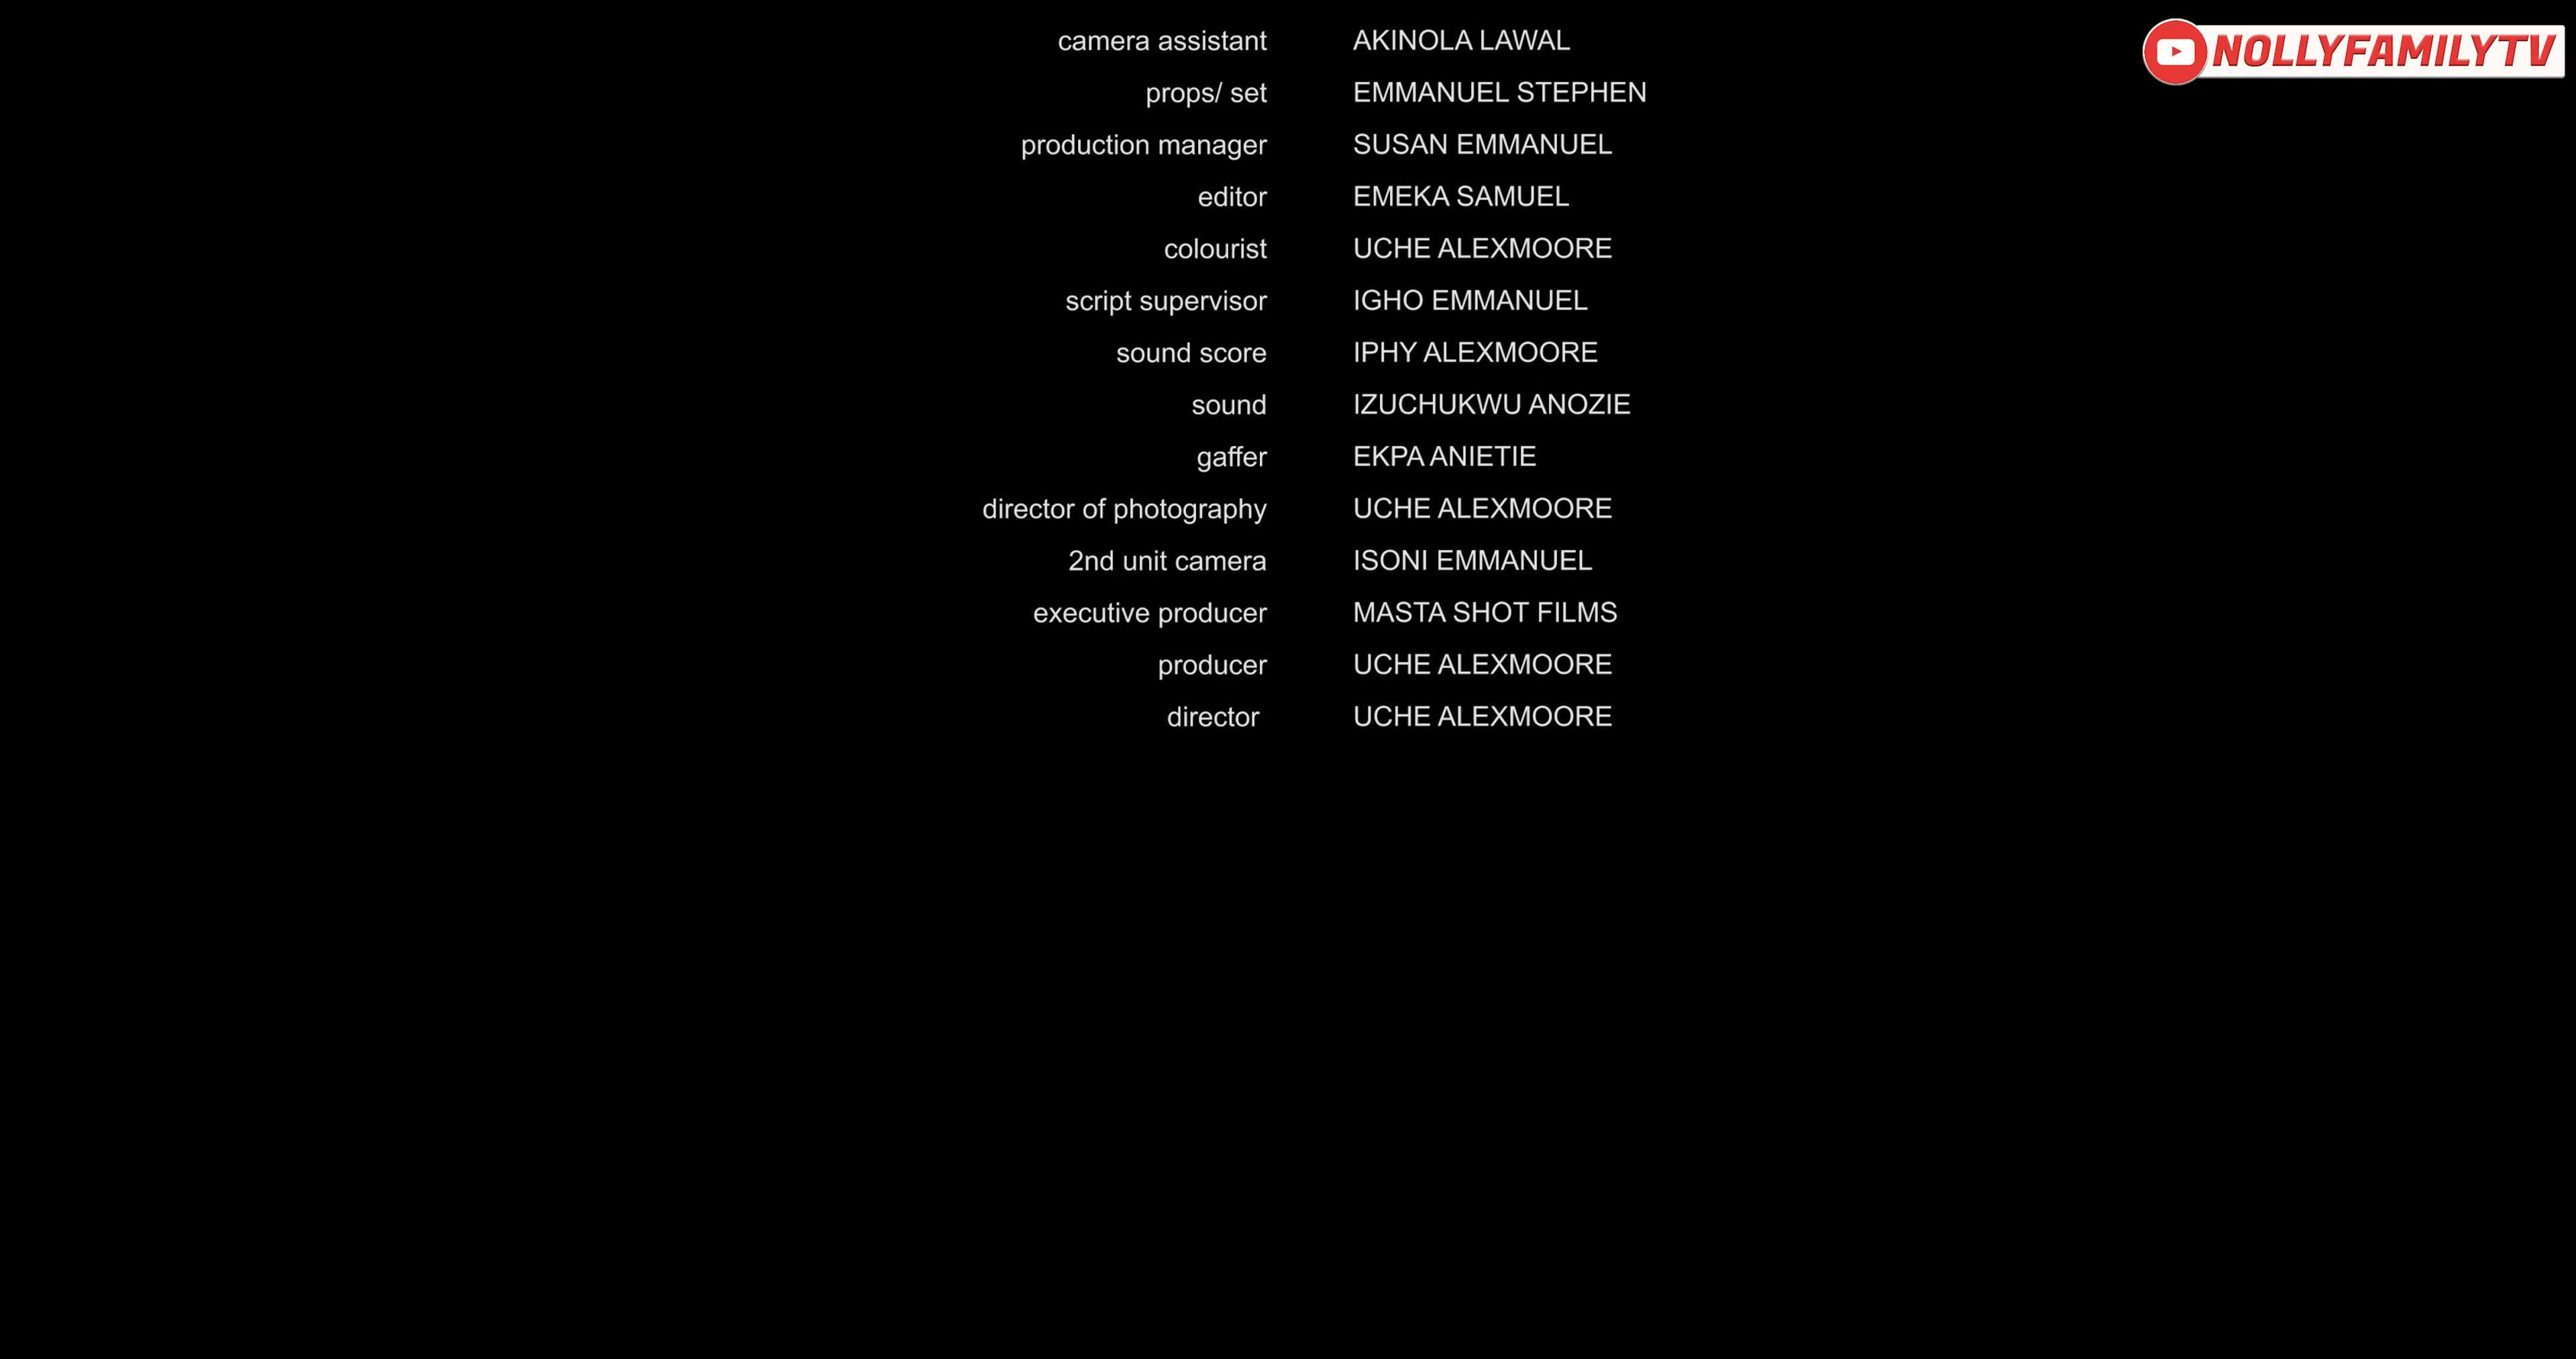 camera assistant AKINOLA LAWAL
NOLLYFAMILYTV
props/ set EMMANUEL STEPHEN
production manager SUSAN EMMANUEL
editor EMEKA SAMUEL
colourist UCHE ALEXMOORE
script supervisor IGHO EMMANUEL
sound score IPHY ALEXMOORE
sound IZUCHUKWU ANOZIE
gaffer EKPA ANIETIE
director of photography UCHE ALEXMOORE
2nd unit camera ISONI EMMANUEL
executive producer MASTA SHOT FILMS
producer UCHE ALEXMOORE
director UCHE ALEXMOORE